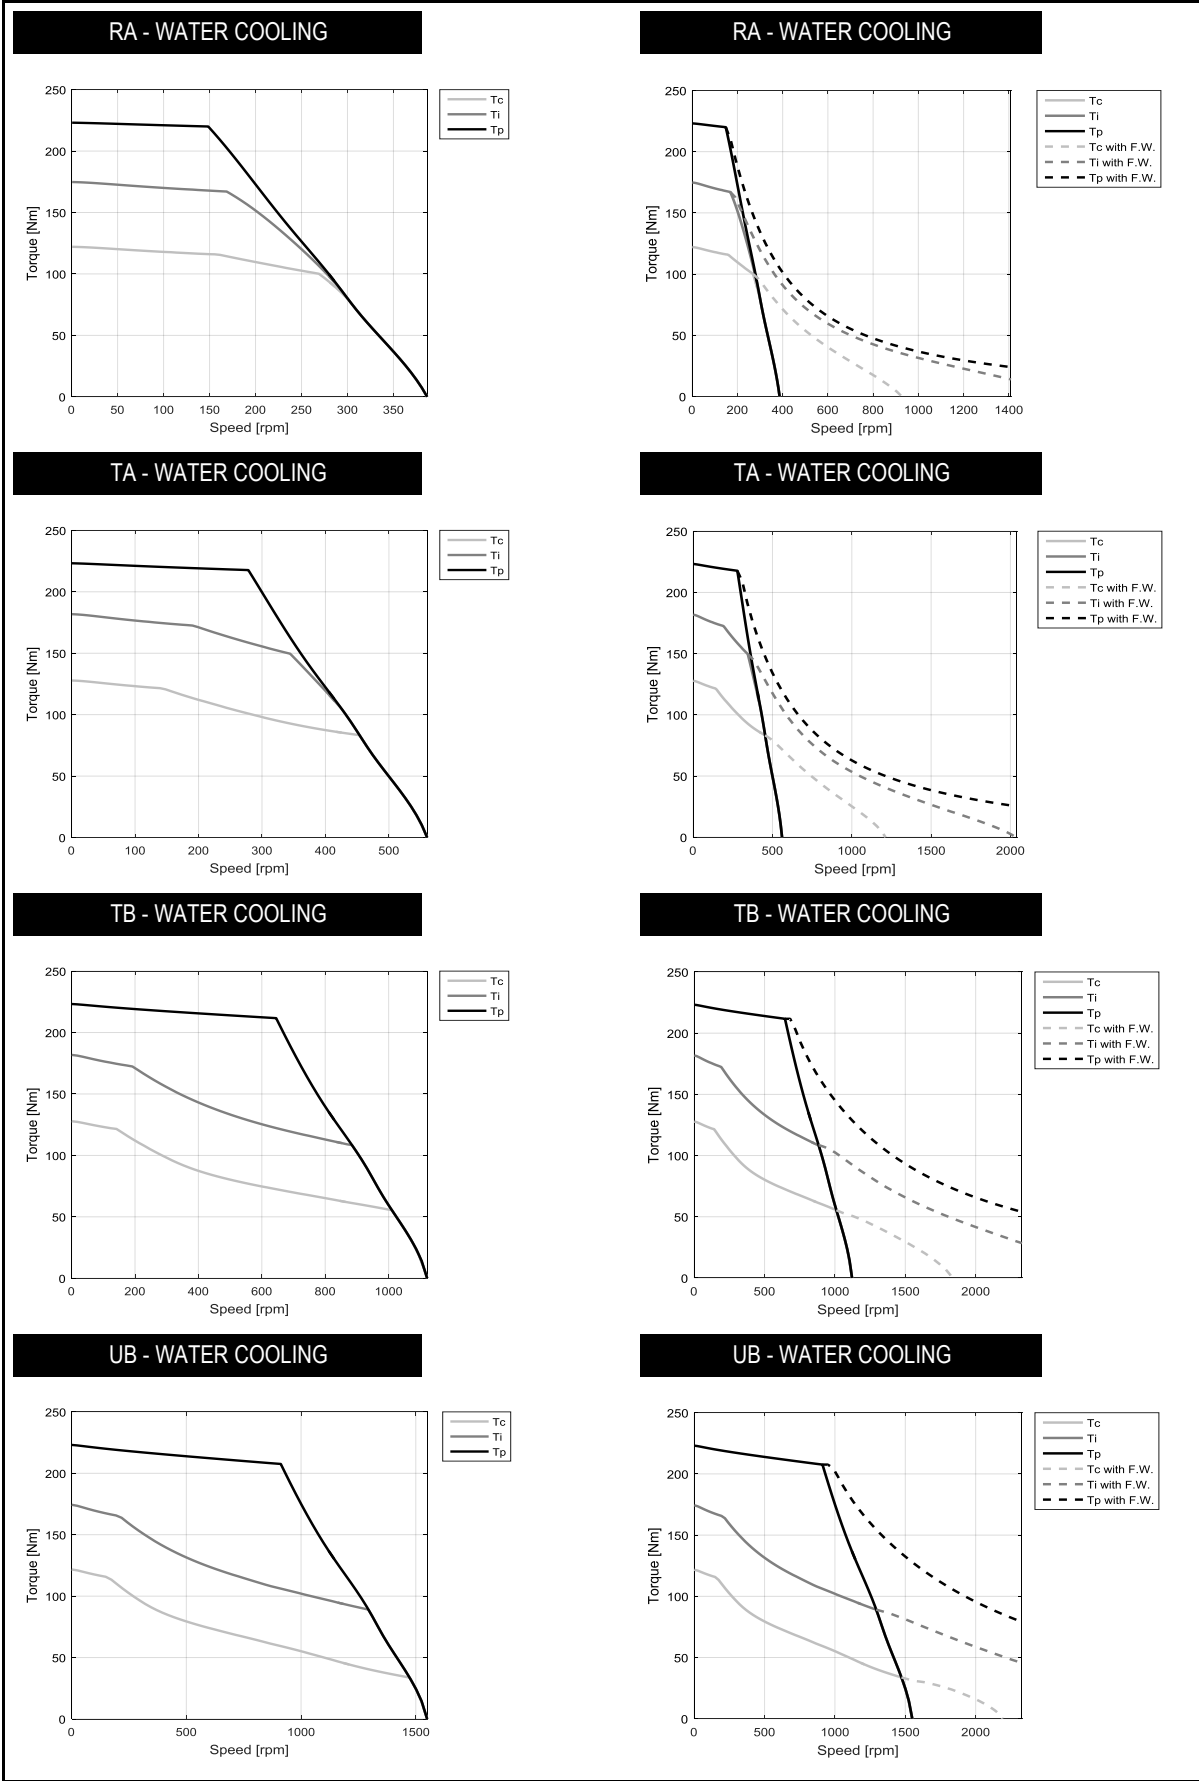 RA - WATER COOLING
RA - WATER COOLING
250
200
150
100
50
0
Torque [Nm]
0 50 100 150 200 250 300 350
Speed [rpm]
Tc
Ti
Tp
250
200
150
100
50
0
Torque [Nm]
0 200 400 600 800 1000 1200 1400
Speed [rpm]
Tc
Ti
Tp
Tc with F.W.
Ti with F.W.
Tp with F.W.
TA - WATER COOLING
TA - WATER COOLING
250
200
150
100
50
0
Torque [Nm]
0 100 200 300 400 500
Speed [rpm]
Tc
Ti
Tp
250
200
150
100
50
0
Torque [Nm]
0 500 1000 1500 2000
Speed [rpm]
Tc
Ti
Tp
Tc with F.W.
Ti with F.W.
Tp with F.W.
TB - WATER COOLING
TB - WATER COOLING
250
200
150
100
50
0
Torque [Nm]
0 200 400 600 800 1000
Speed [rpm]
Tc
Ti
Tp
250
200
150
100
50
0
Torque [Nm]
0 500 1000 1500 2000
Speed [rpm]
Tc
Ti
Tp
Tc with F.W.
Ti with F.W.
Tp with F.W.
UB - WATER COOLING
UB - WATER COOLING
250
200
150
100
50
0
Torque [Nm]
0 500 1000 1500
Speed [rpm]
Tc
Ti
Tp
250
200
150
100
50
0
Torque [Nm]
0 500 1000 1500 2000
Speed [rpm]
Tc
Ti
Tp
Tc with F.W.
Ti with F.W.
Tp with F.W.